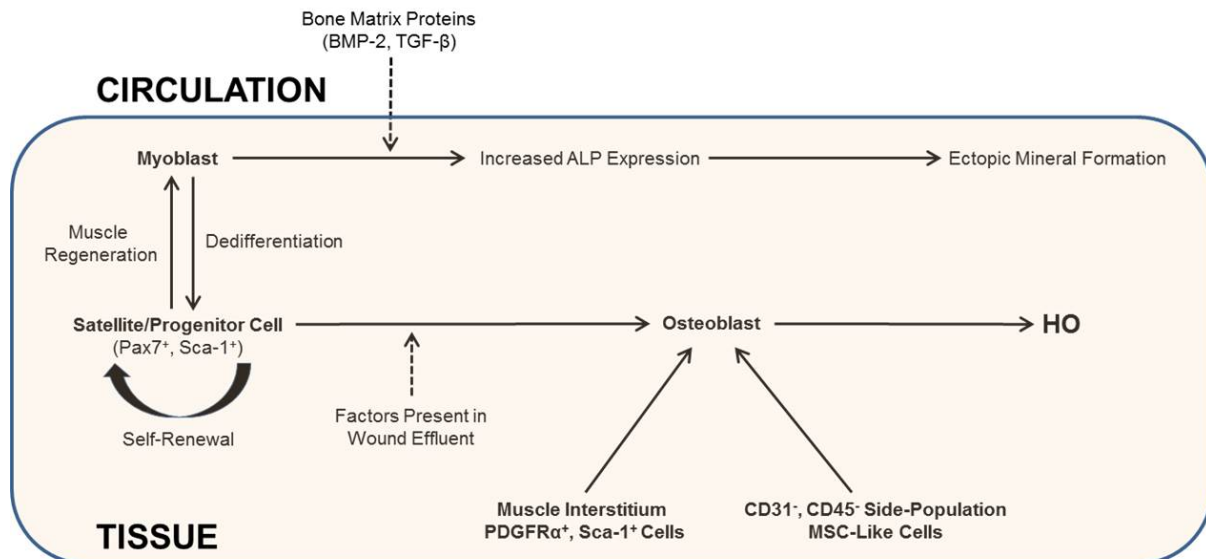 Bone Matrix Proteins
(BMP-2, TGF-β)
CIRCULATION
Myoblast
Increased ALP Expression
Ectopic Mineral Formation
Muscle
Regeneration
Dedifferentiation
Satellite/Progenitor Cell
(Pax7⁺, Sca-1⁺)
Osteoblast
HO
Self-Renewal
Factors Present in
Wound Effluent
Muscle Interstitium
PDGFRα⁺, Sca-1⁺ Cells
CD31⁻, CD45⁻ Side-Population
MSC-Like Cells
TISSUE